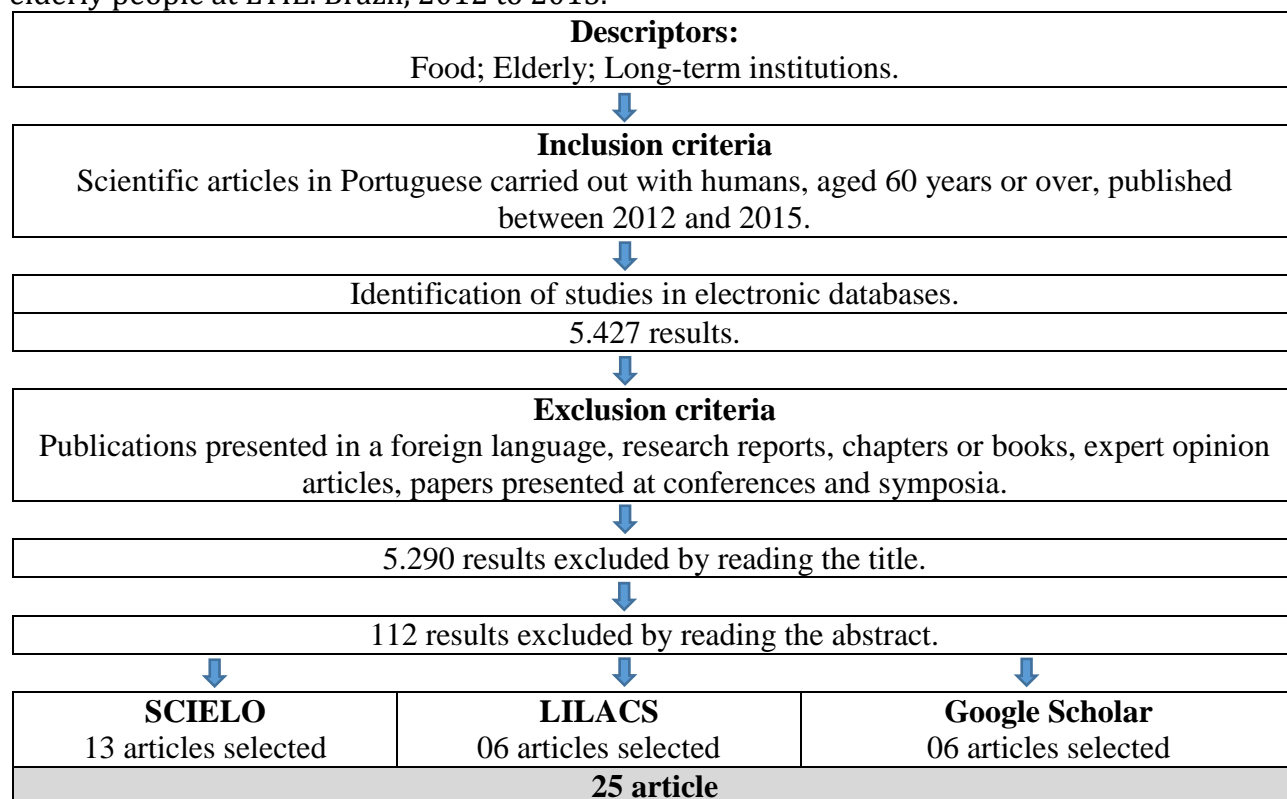 elderly people at LTIE. Brazil, 2012 to 2015.
Descriptors:
Food; Elderly; Long-term institutions.
Inclusion criteria
Scientific articles in Portuguese carried out with humans, aged 60 years or over, published
between 2012 and 2015.
Identification of studies in electronic databases.
5.427 results.
Exclusion criteria
Publications presented in a foreign language, research reports, chapters or books, expert opinion
articles, papers presented at conferences and symposia.
5.290 results excluded by reading the title.
112 results excluded by reading the abstract.
SCIELO
13 articles selected
LILACS
06 articles selected
Google Scholar
06 articles selected
25 article